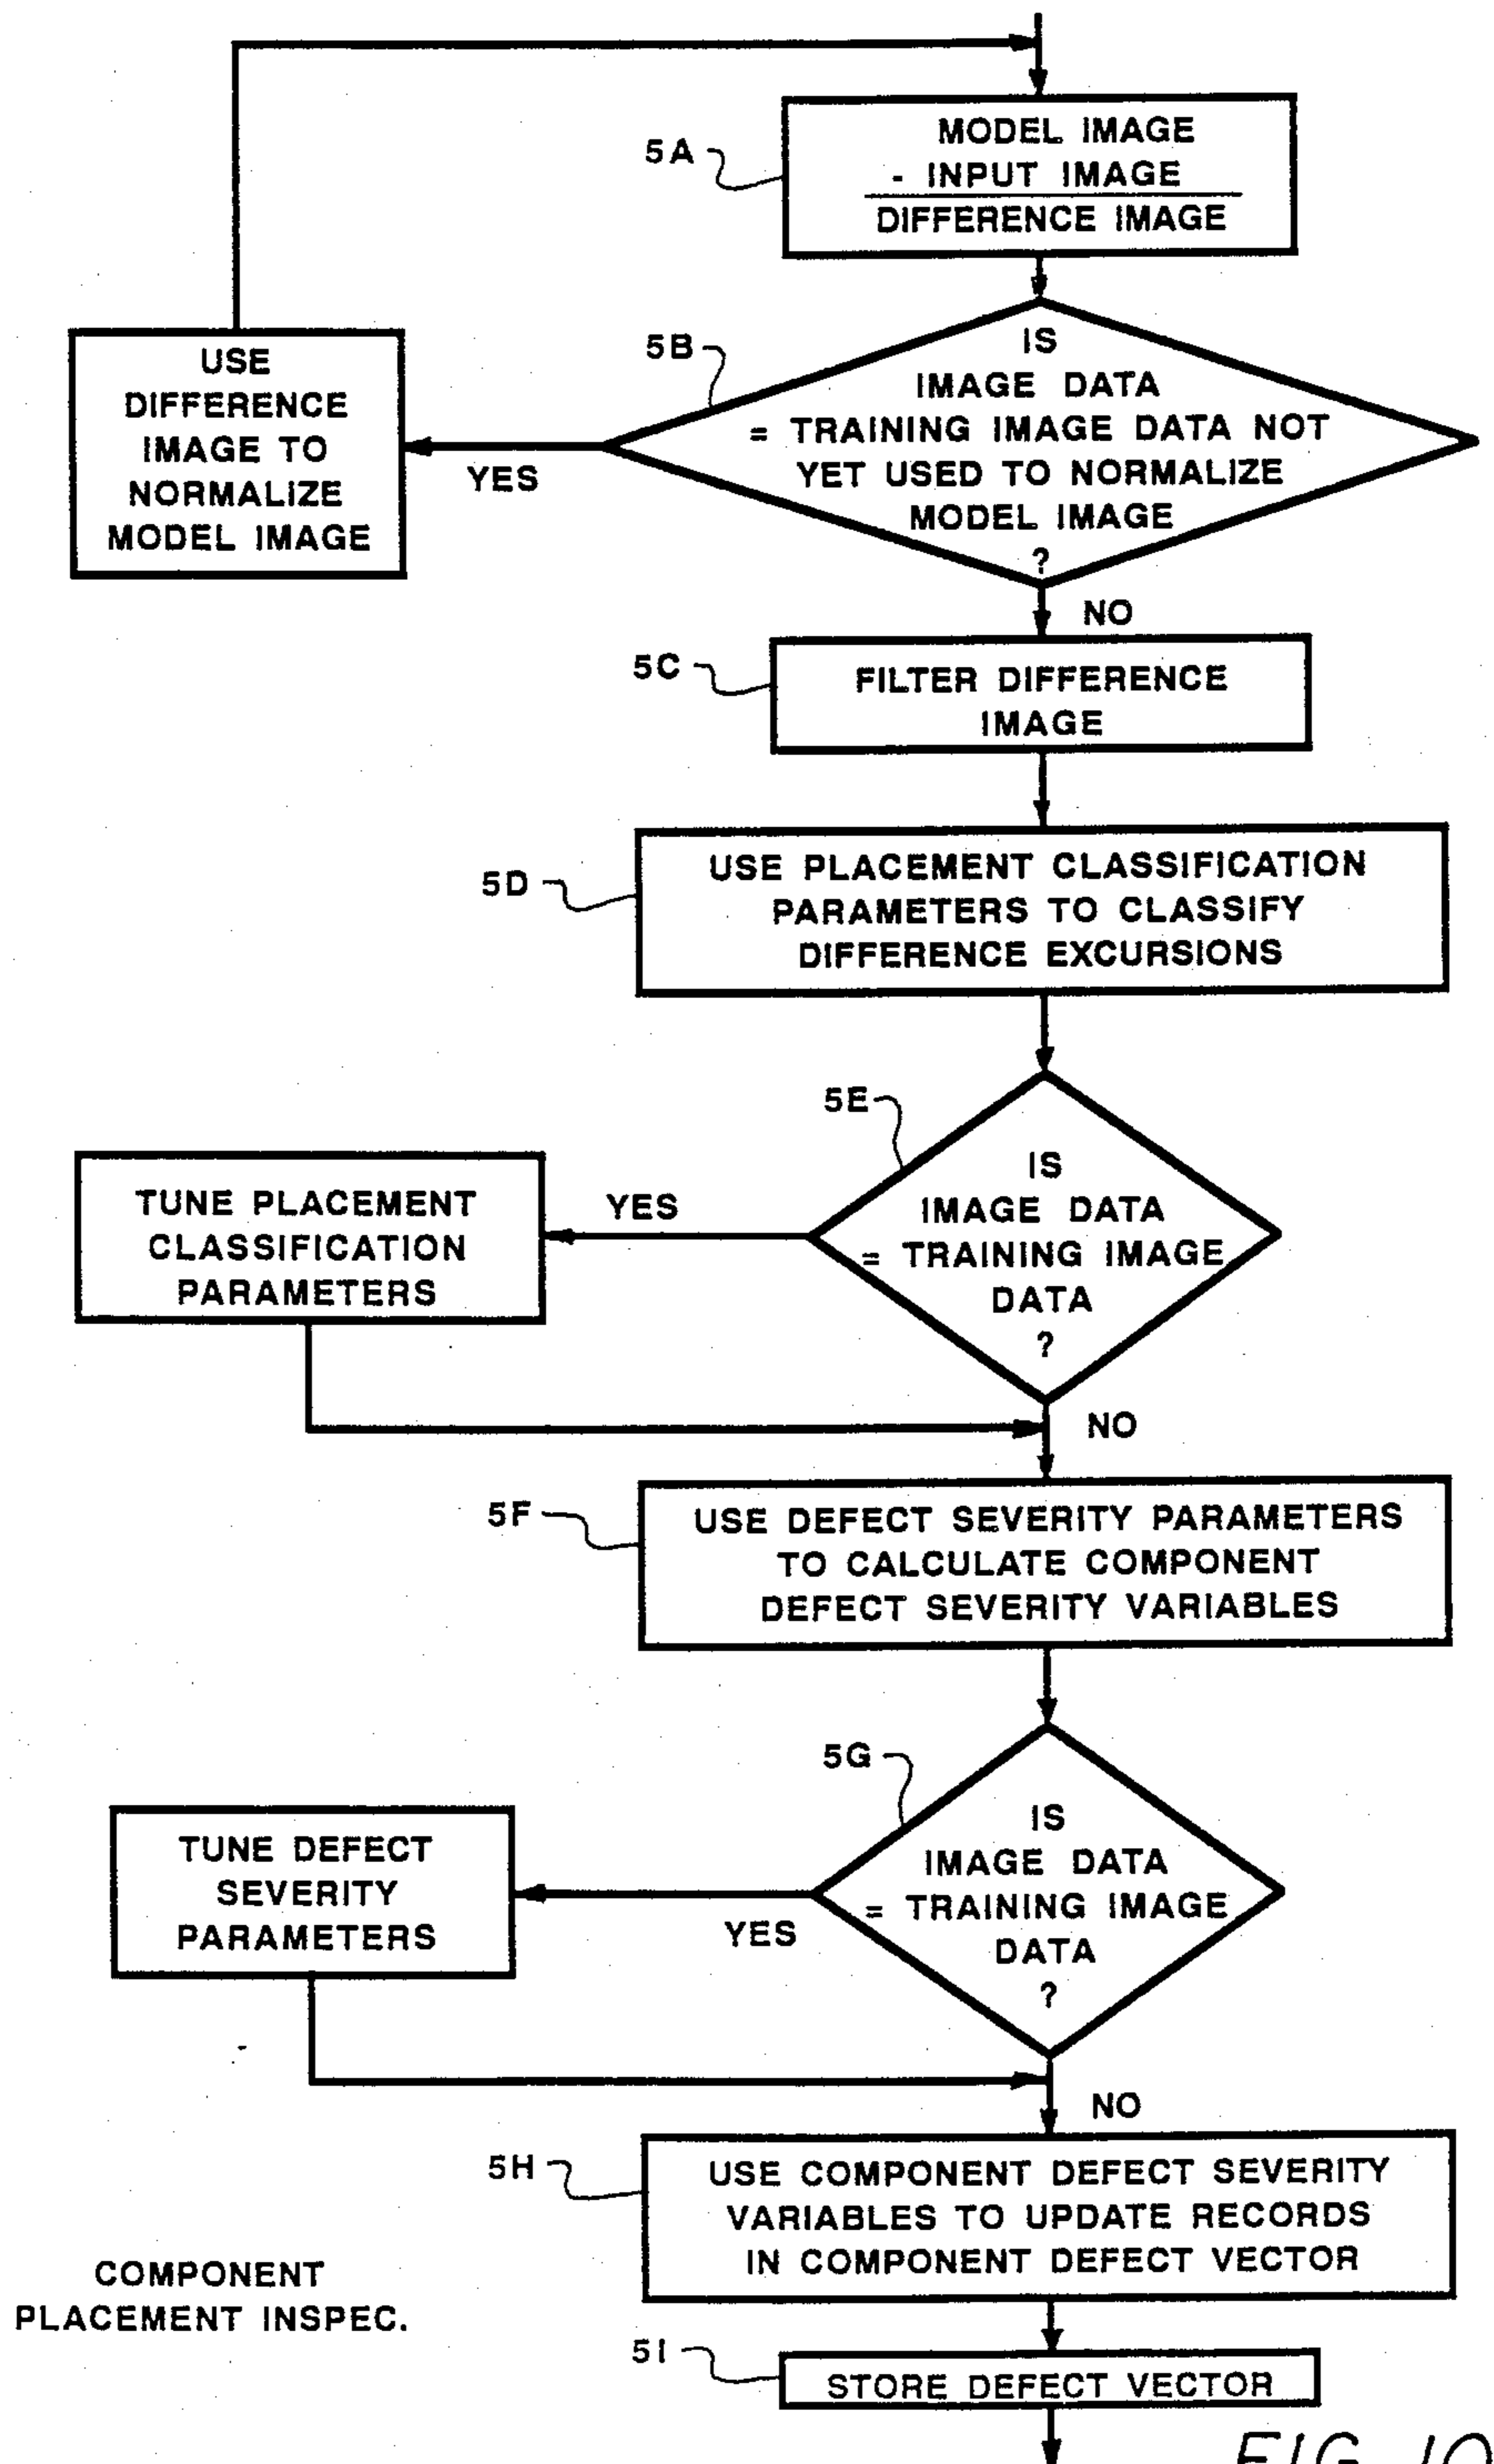 MODEL IMAGE
- INPUT IMAGE
DIFFERENCE IMAGE
5A
5B
IS
IMAGE DATA
= TRAINING IMAGE DATA NOT
YET USED TO NORMALIZE
MODEL IMAGE
?
YES
USE
DIFFERENCE
IMAGE TO
NORMALIZE
MODEL IMAGE
NO
5C
FILTER DIFFERENCE
IMAGE
5D
USE PLACEMENT CLASSIFICATION
PARAMETERS TO CLASSIFY
DIFFERENCE EXCURSIONS
5E
IS
IMAGE DATA
= TRAINING IMAGE
DATA
?
YES
TUNE PLACEMENT
CLASSIFICATION
PARAMETERS
NO
5F
USE DEFECT SEVERITY PARAMETERS
TO CALCULATE COMPONENT
DEFECT SEVERITY VARIABLES
5G
IS
IMAGE DATA
= TRAINING IMAGE
DATA
?
YES
TUNE DEFECT
SEVERITY
PARAMETERS
NO
5H
USE COMPONENT DEFECT SEVERITY
VARIABLES TO UPDATE RECORDS
IN COMPONENT DEFECT VECTOR
COMPONENT
PLACEMENT INSPEC.
5I
STORE DEFECT VECTOR
FIG. 10